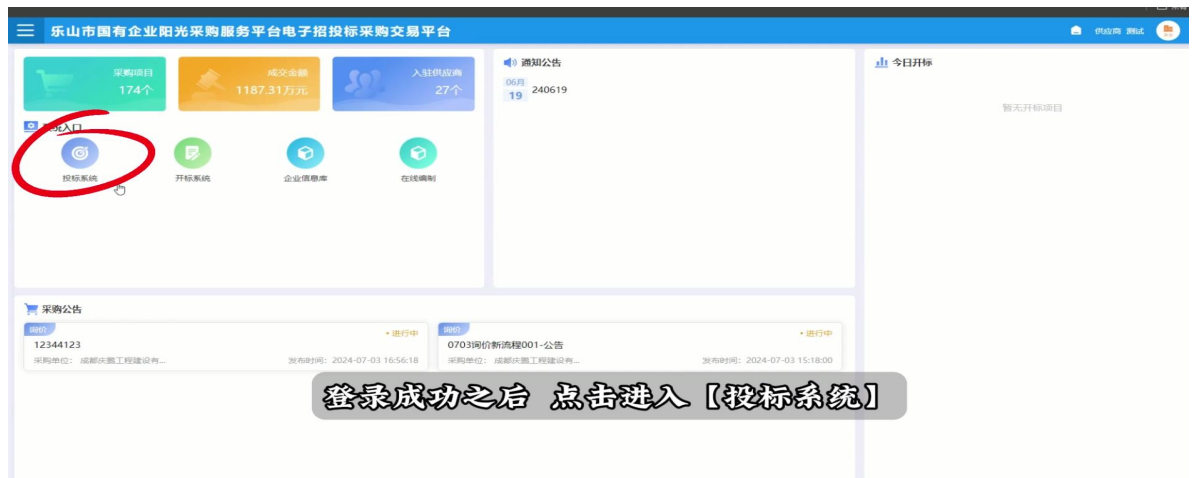 乐山市国有企业阳光采购服务平台电子招投标采购交易平台
供应商 测试
采购项目
174个
成交金额
1187.31万元
入驻供应商
27个
入口
投标系统
开标系统
企业信息库
在线编制
通知公告
06月
19
240619
今日开标
暂无开标项目
采购公告
询价
•进行中
12344123
采购单位: 成都庆鹏工程建设有...
发布时间: 2024-07-03 16:56:18
询价
•进行中
0703询价新流程001-公告
采购单位: 成都庆鹏工程建设有...
发布时间: 2024-07-03 15:18:00
登录成功之后 点击进入【投标系统】